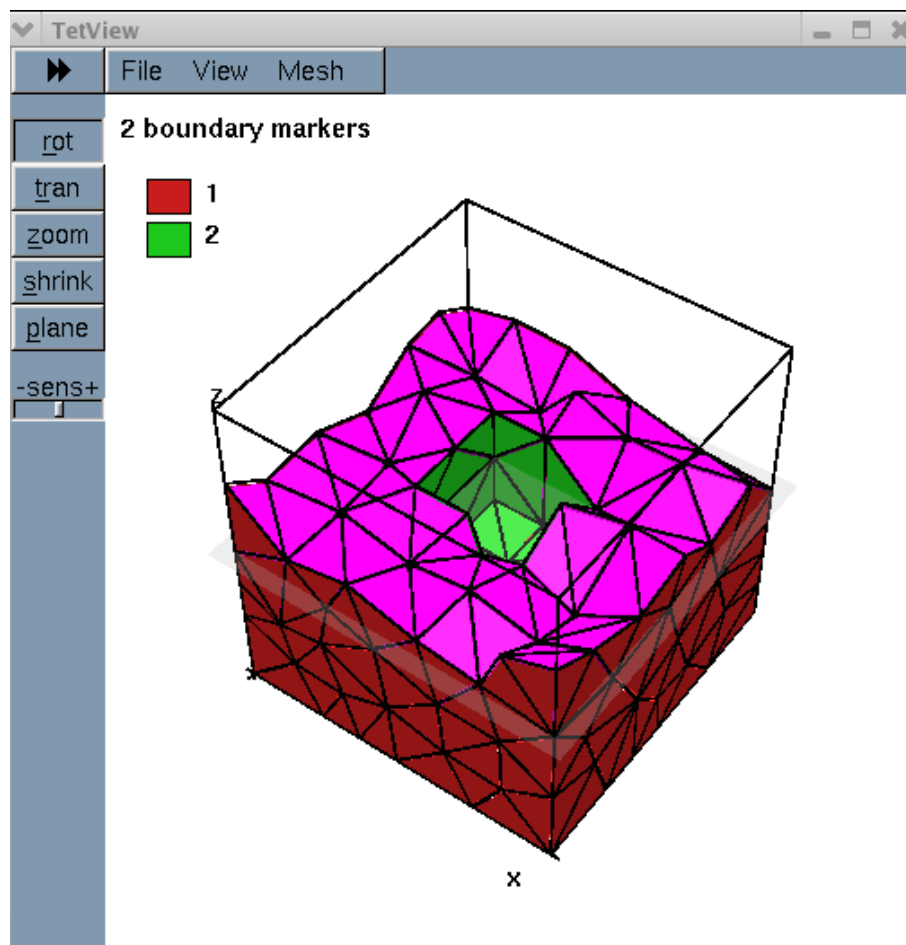 TetView
File View Mesh
2 boundary markers
rot
1
tran
2
zoom
shrink
plane
-sens+
z
x